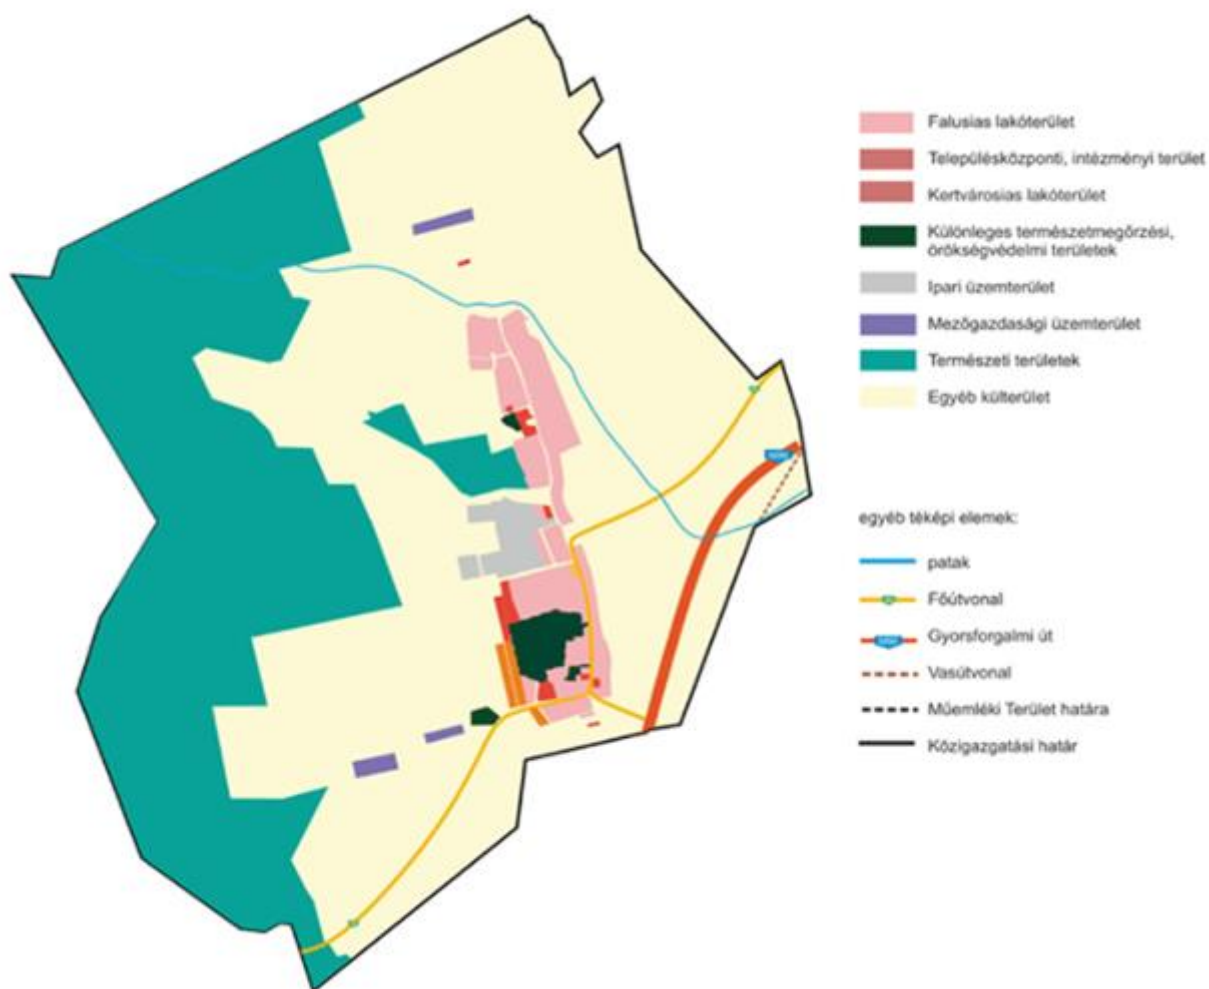 Falusias lakóterület
Településközponti, intézményi terület
Kertvárosias lakóterület
Különleges természetmegőrzési,
örökségvédelmi területek
Ipari üzemterület
Mezőgazdasági üzemterület
Természeti területek
Egyéb külterület
egyéb téképi elemek:
patak
Főútvonal
Gyorsforgalmi út
Vasútvonal
Műemléki Terület határa
Közigazgatási határ